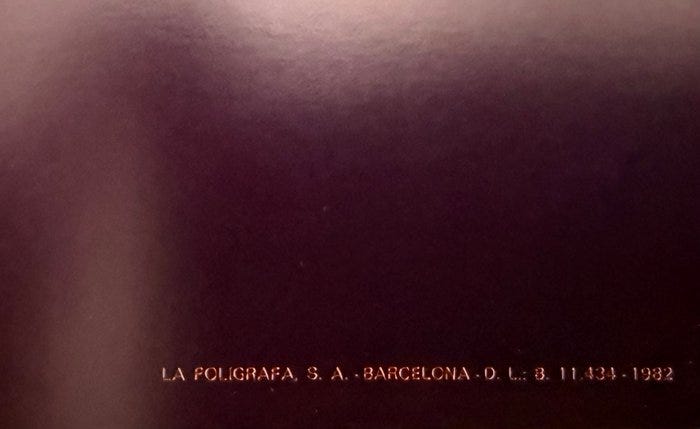 LA POLIGRAFA, S. A. - BARCELONA - D. L.: B. 11.434 - 1982